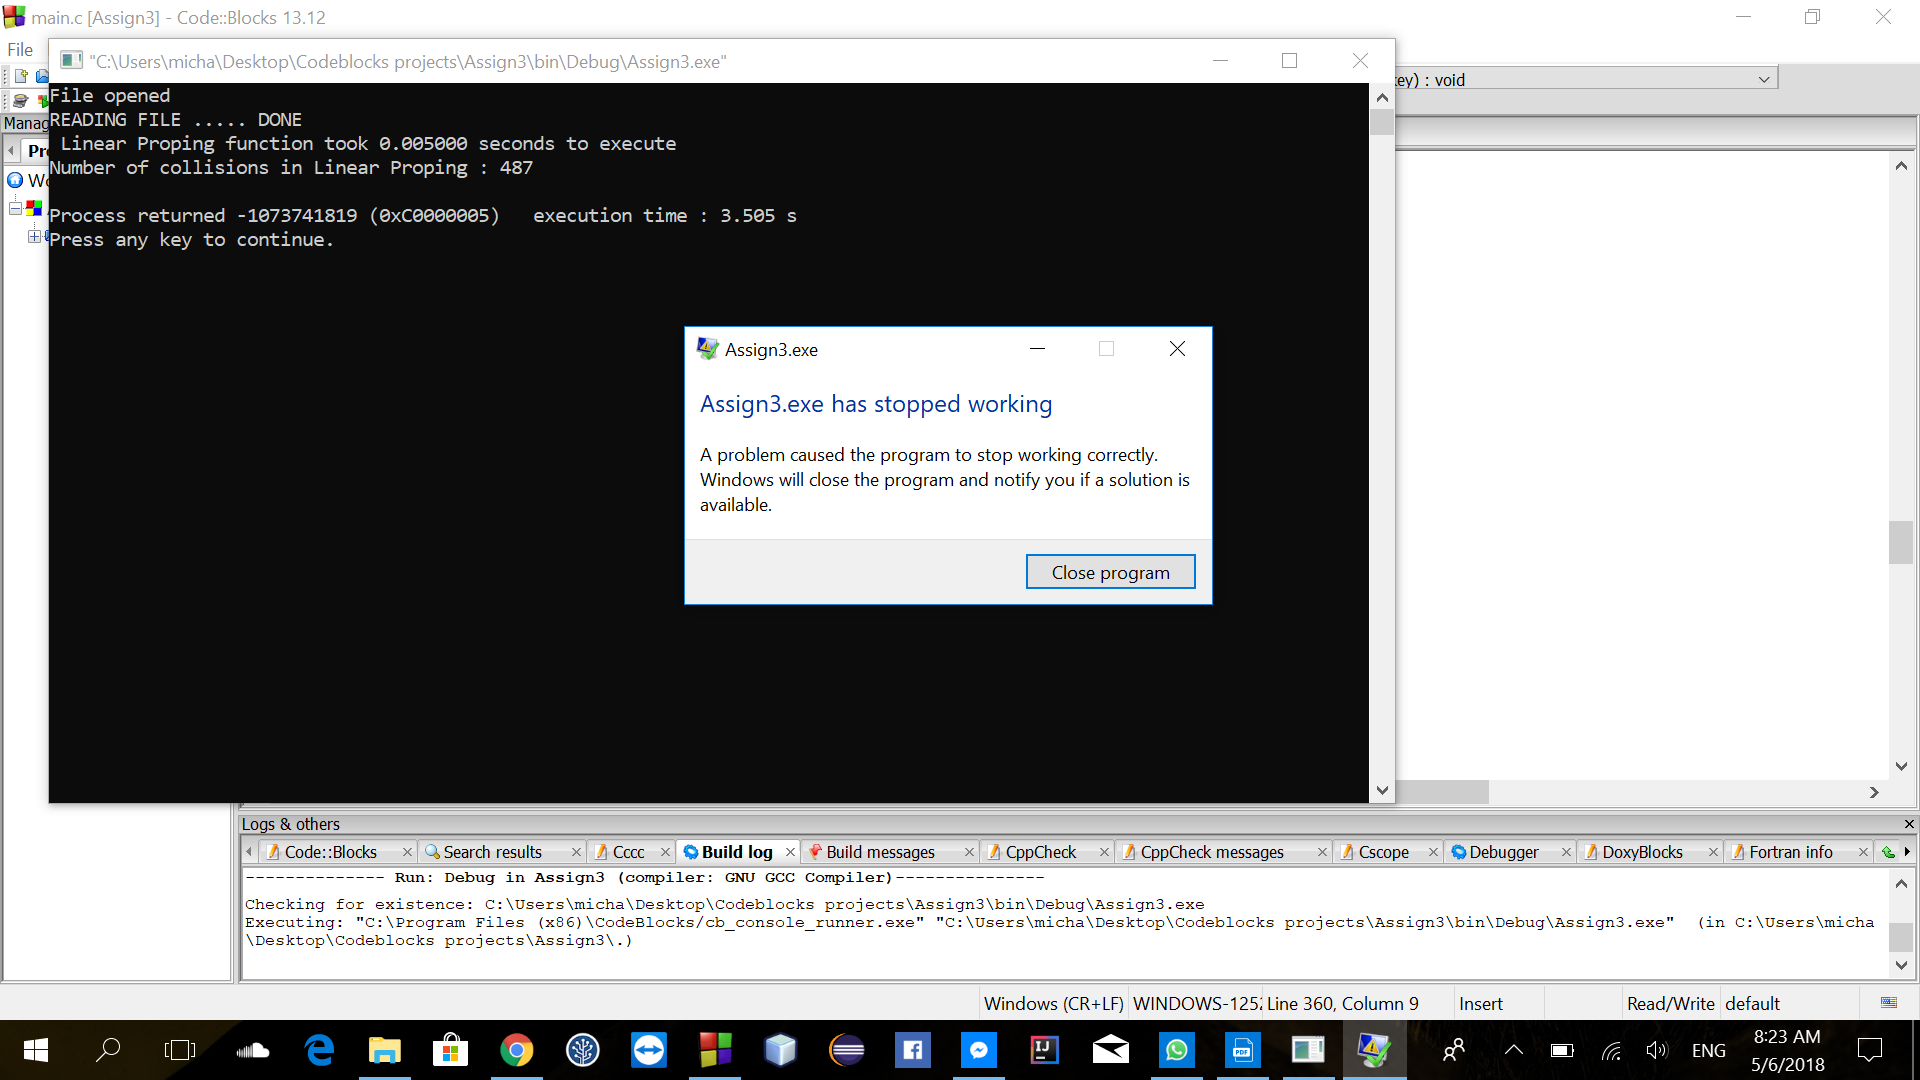 main.c [Assign3] - Code::Blocks 13.12
File
"C:\Users\micha\Desktop\Codeblocks projects\Assign3\bin\Debug\Assign3.exe"
key) : void
File opened
READING FILE ..... DONE
Linear Proping function took 0.005000 seconds to execute
Number of collisions in Linear Proping : 487
Process returned -1073741819 (0xC0000005)   execution time : 3.505 s
Press any key to continue.
Manag
Pr
Wo
Assign3.exe
Assign3.exe has stopped working
A problem caused the program to stop working correctly.
Windows will close the program and notify you if a solution is
available.
Close program
Logs & others
Code::Blocks Search results Cccc Build log Build messages CppCheck CppCheck messages Cscope Debugger DoxyBlocks Fortran info
-------------- Run: Debug in Assign3 (compiler: GNU GCC Compiler)---------------
Checking for existence: C:\Users\micha\Desktop\Codeblocks projects\Assign3\bin\Debug\Assign3.exe
Executing: "C:\Program Files (x86)\CodeBlocks/cb_console_runner.exe" "C:\Users\micha\Desktop\Codeblocks projects\Assign3\bin\Debug\Assign3.exe"  (in C:\Users\micha
\Desktop\Codeblocks projects\Assign3\.)
Windows (CR+LF) WINDOWS-1252 Line 360, Column 9 Insert Read/Write default
IJ
PDF
ENG
8:23 AM
5/6/2018